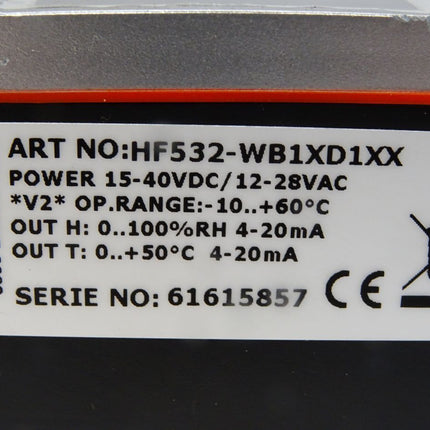 ART NO:HF532-WB1XD1XX
POWER 15-40VDC/12-28VAC
*V2* OP.RANGE:-10..+60°C
OUT H: 0..100%RH 4-20mA
OUT T: 0..+50°C 4-20mA
SERIE NO: 61615857 CE